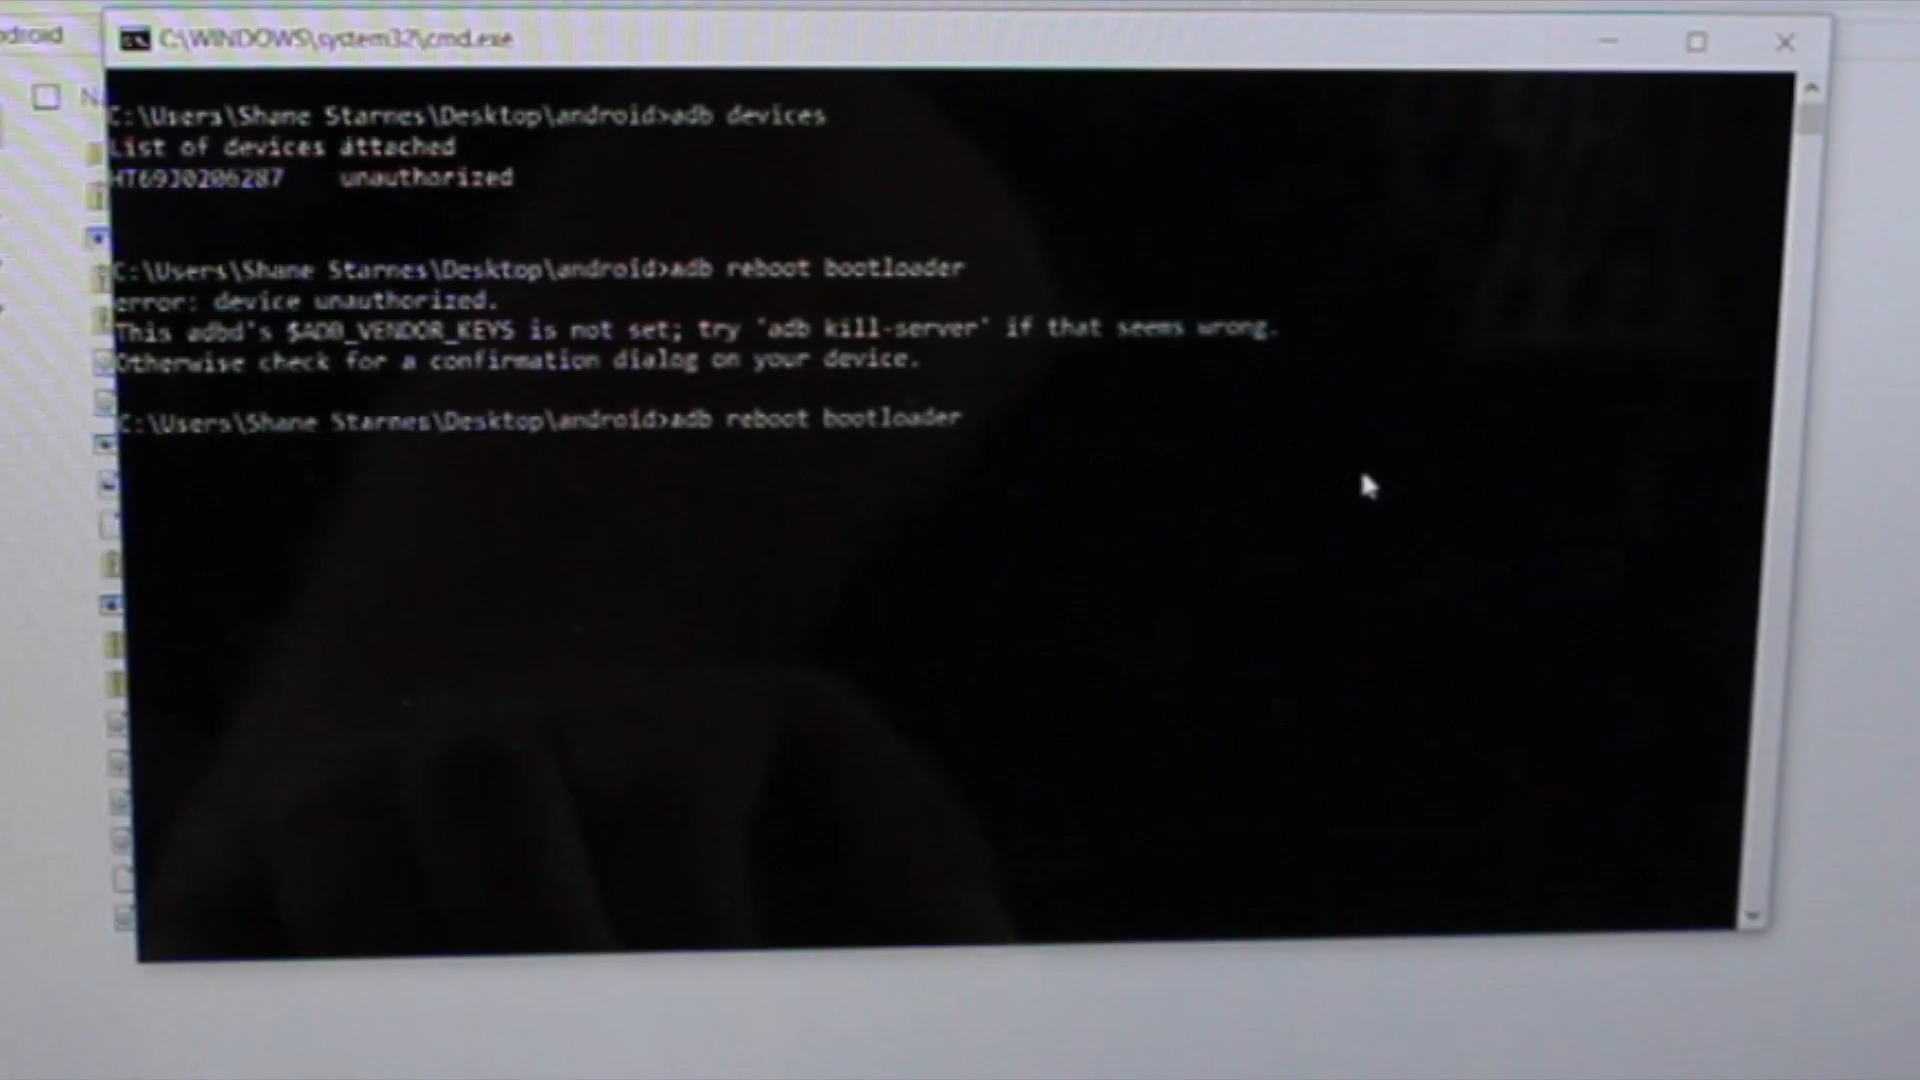 C:\WINDOWS\system32\cmd.exe
C:\Users\Shane Starnes\Desktop\android>adb devices
List of devices attached
HT69J0206287 unauthorized
C:\Users\Shane Starnes\Desktop\android>adb reboot bootloader
error: device unauthorized.
This adbd's $ADB_VENDOR_KEYS is not set; try 'adb kill-server' if that seems wrong.
Otherwise check for a confirmation dialog on your device.
C:\Users\Shane Starnes\Desktop\android>adb reboot bootloader